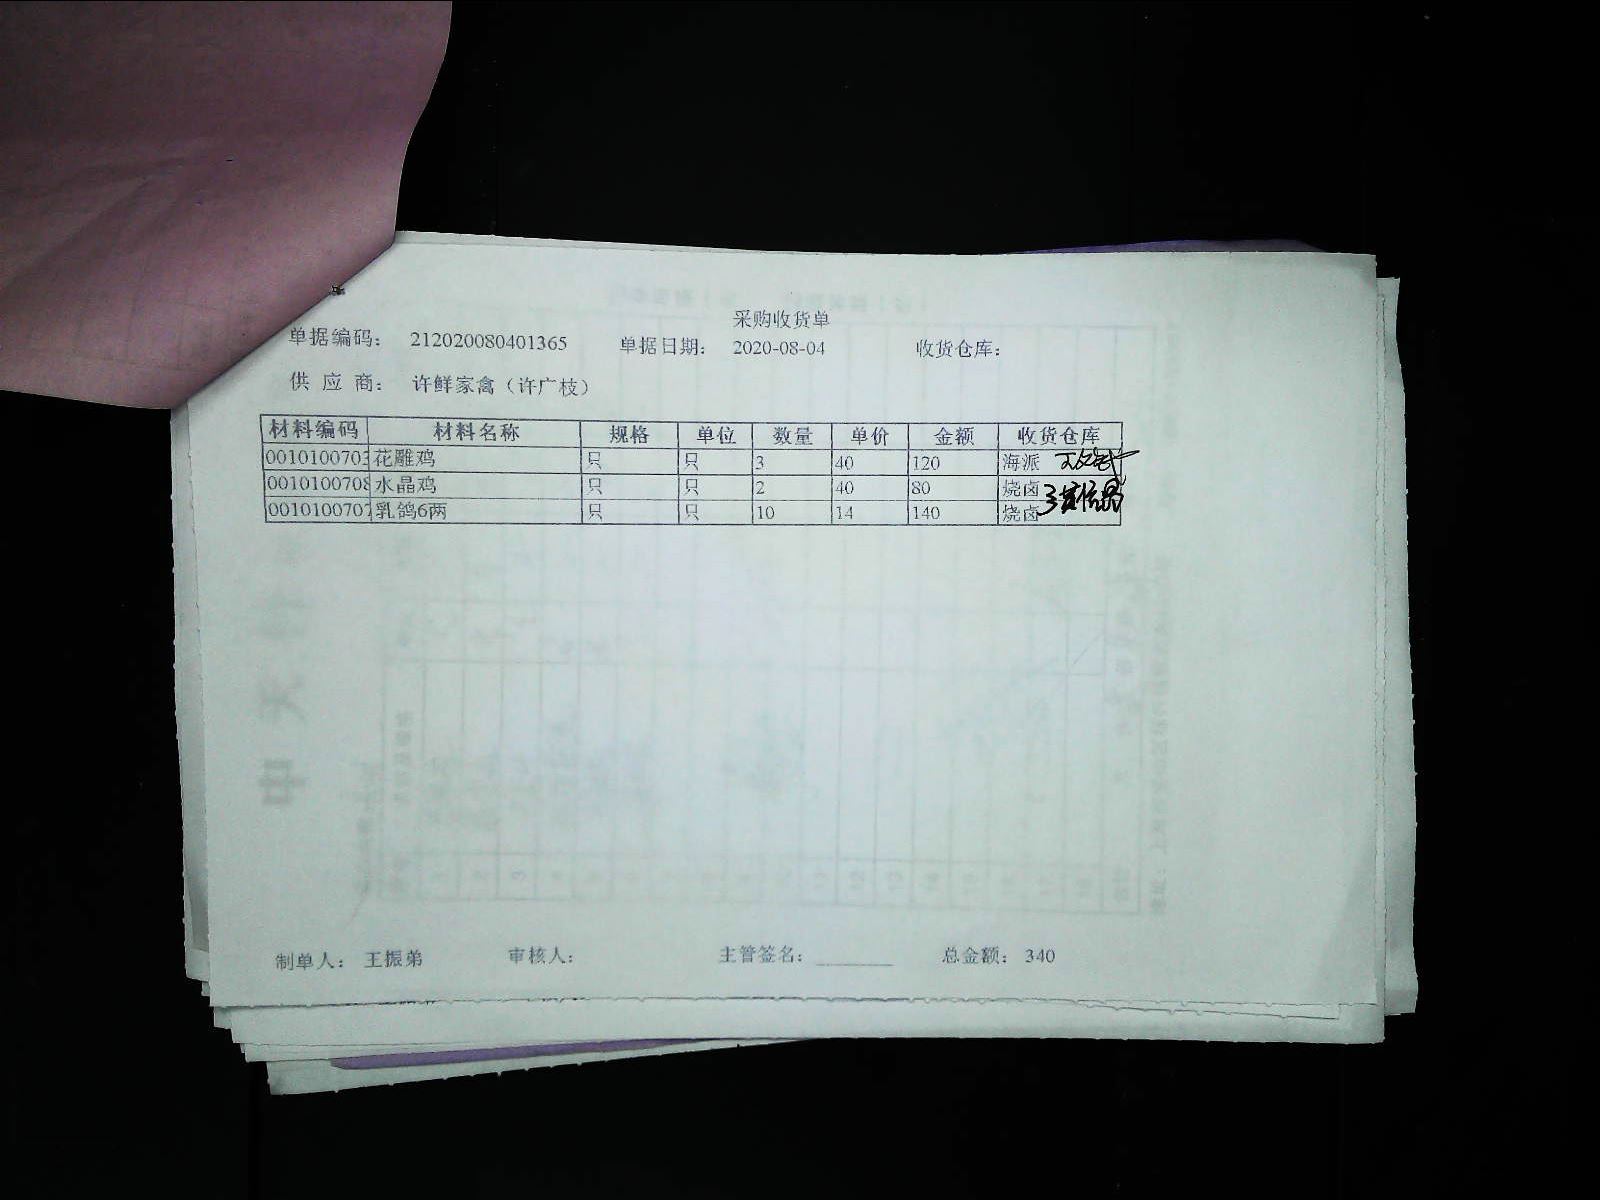 采购收货单
单据编码： 212020080401365 单据日期： 2020-08-04 收货仓库：
供 应 商： 许鲜家禽（许广枝）
材料编码 材料名称 规格 单位 数量 单价 金额 收货仓库
0010100703 花雕鸡 只 只 3 40 120 海派
0010100708 水晶鸡 只 只 2 40 80 烧卤
0010100707 乳鸽6两 只 只 10 14 140 烧卤
制单人： 王振弟 审核人： 主管签名： 总金额： 340